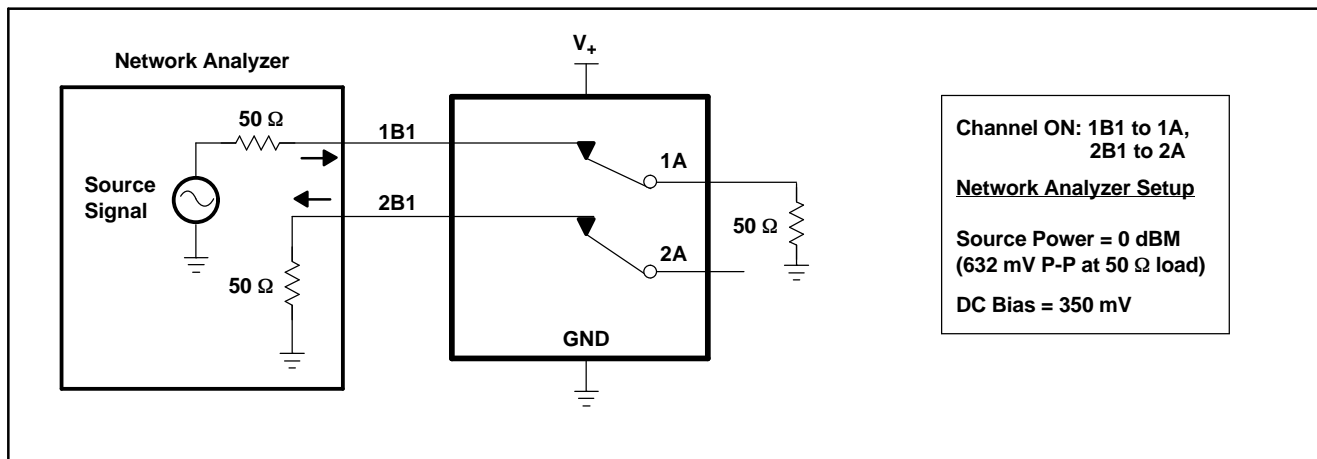 V+
Network Analyzer
50 Ω
1B1
Source
Signal
1A
2B1
50 Ω
50 Ω
2A
GND
Channel ON: 1B1 to 1A,
2B1 to 2A
Network Analyzer Setup
Source Power = 0 dBM
(632 mV P-P at 50 Ω load)
DC Bias = 350 mV